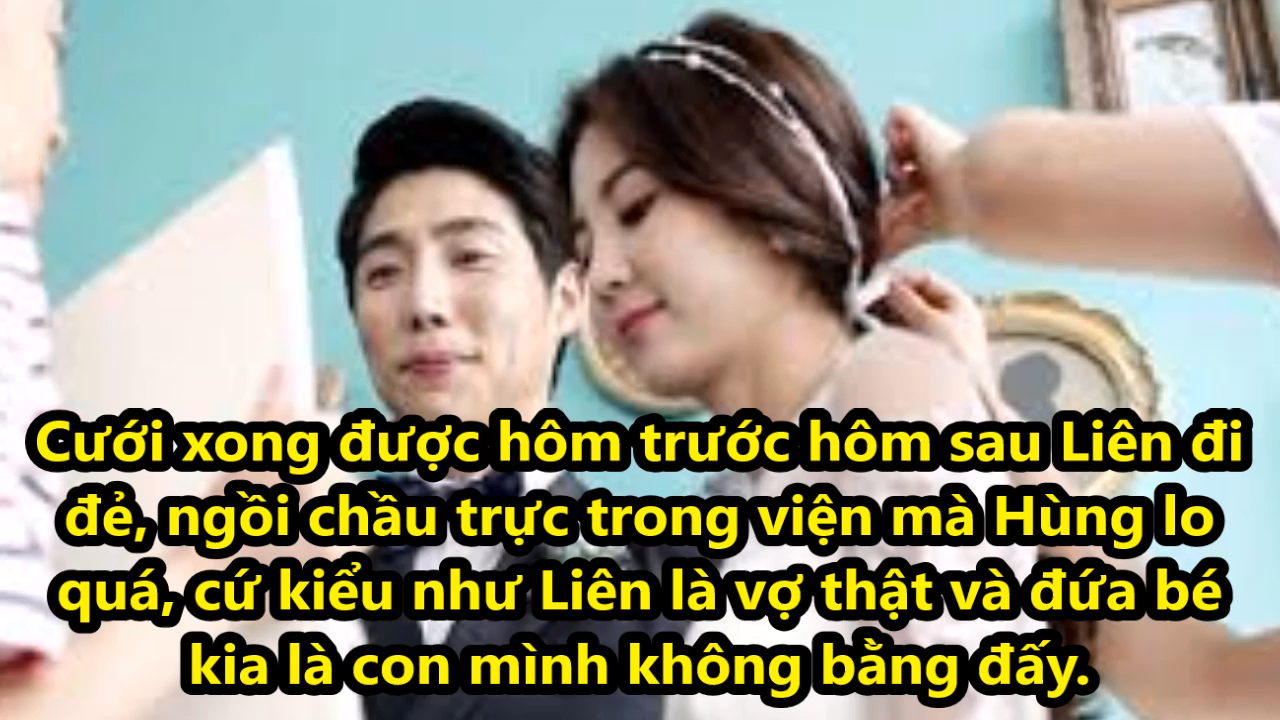 Cưới xong được hôm trước hôm sau Liên đi
đẻ, ngồi chầu trực trong viện mà Hùng lo
quá, cứ kiểu như Liên là vợ thật và đứa bé
kia là con mình không bằng đấy.